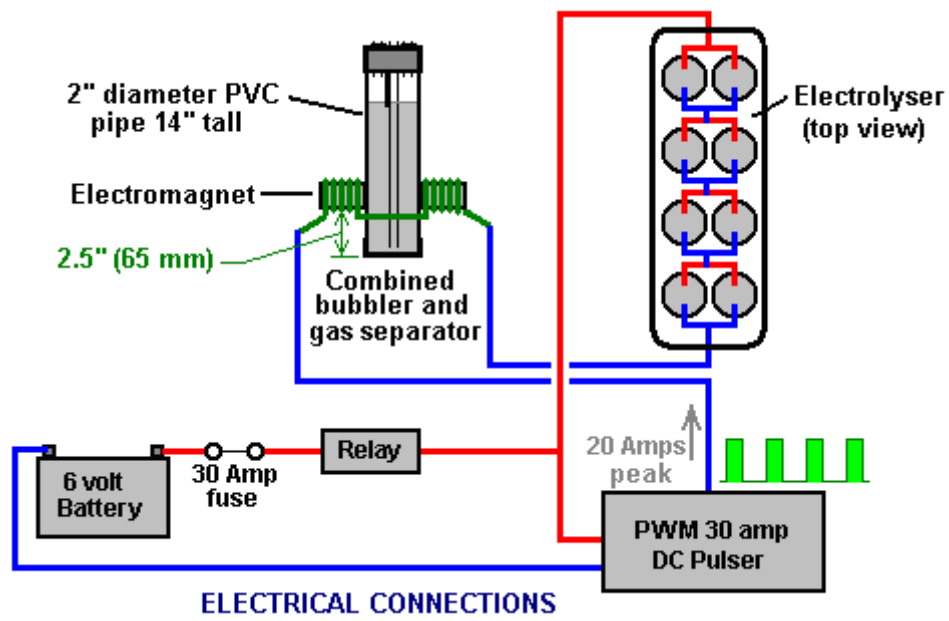 2" diameter PVC
pipe 14" tall
Electromagnet
2.5" (65 mm)
Combined
bubbler and
gas separator
Electrolyser
(top view)
6 volt
Battery
30 Amp
fuse
Relay
20 Amps
peak
PWM 30 amp
DC Pulser
ELECTRICAL CONNECTIONS